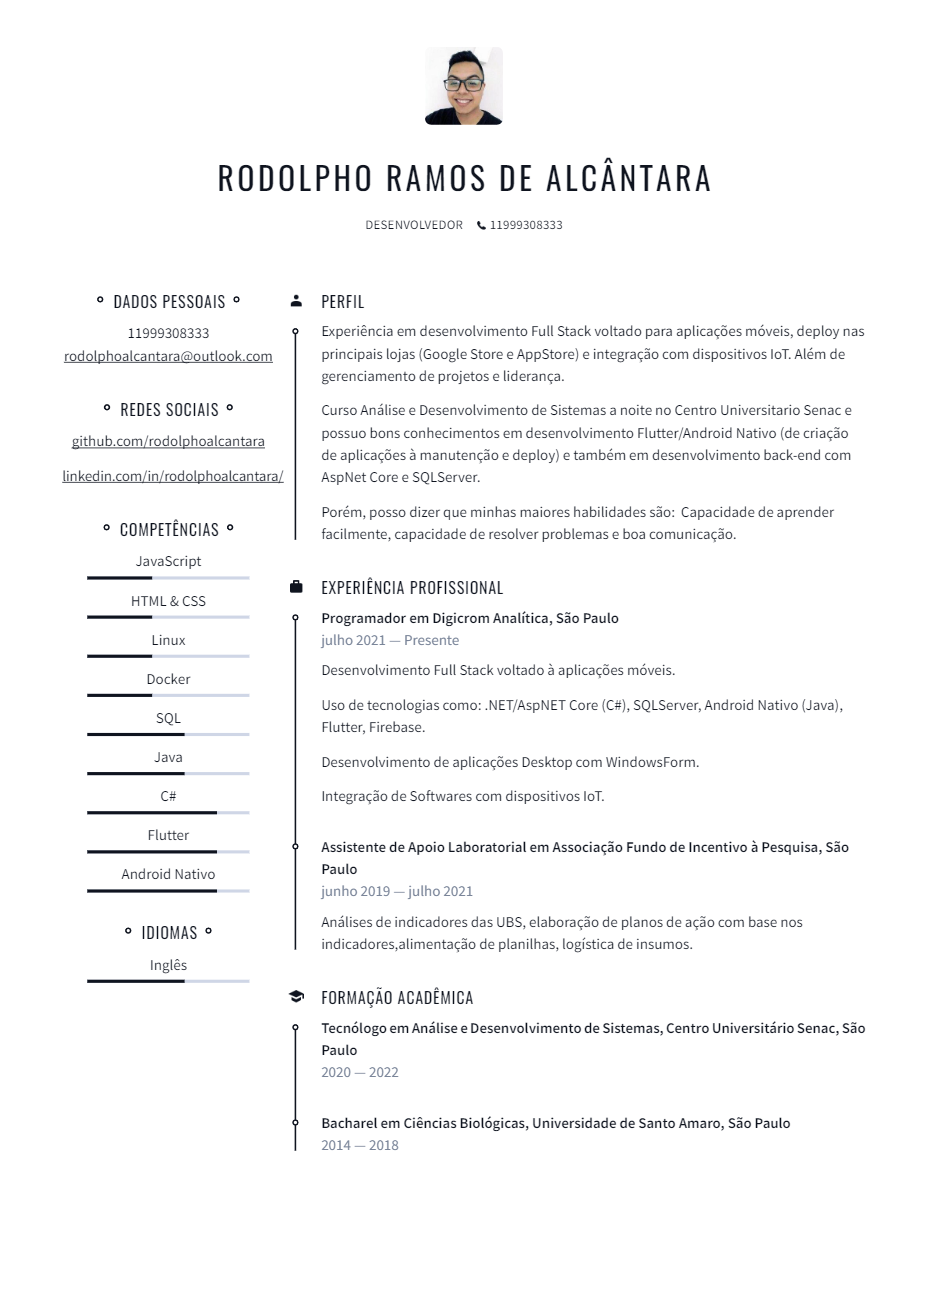 RODOLPHO RAMOS DE ALCÂNTARA
DESENVOLVEDOR 11999308333
DADOS PESSOAIS
11999308333
rodolphoalcantara@outlook.com
REDES SOCIAIS
github.com/rodolphoalcantara
linkedin.com/in/rodolphoalcantara/
COMPETÊNCIAS
JavaScript
HTML & CSS
Linux
Docker
SQL
Java
C#
Flutter
Android Nativo
IDIOMAS
Inglês
PERFIL
Experiência em desenvolvimento Full Stack voltado para aplicações móveis, deploy nas
principais lojas (Google Store e AppStore) e integração com dispositivos IoT. Além de
gerenciamento de projetos e liderança.
Curso Análise e Desenvolvimento de Sistemas a noite no Centro Universitario Senac e
possuo bons conhecimentos em desenvolvimento Flutter/Android Nativo (de criação
de aplicações à manutenção e deploy) e também em desenvolvimento back-end com
AspNet Core e SQLServer.
Porém, posso dizer que minhas maiores habilidades são: Capacidade de aprender
facilmente, capacidade de resolver problemas e boa comunicação.
EXPERIÊNCIA PROFISSIONAL
Programador em Digicrom Analítica, São Paulo
julho 2021 — Presente
Desenvolvimento Full Stack voltado à aplicações móveis.
Uso de tecnologias como: .NET/AspNET Core (C#), SQLServer, Android Nativo (Java),
Flutter, Firebase.
Desenvolvimento de aplicações Desktop com WindowsForm.
Integração de Softwares com dispositivos IoT.
Assistente de Apoio Laboratorial em Associação Fundo de Incentivo à Pesquisa, São
Paulo
junho 2019 — julho 2021
Análises de indicadores das UBS, elaboração de planos de ação com base nos
indicadores,alimentação de planilhas, logística de insumos.
FORMAÇÃO ACADÊMICA
Tecnólogo em Análise e Desenvolvimento de Sistemas, Centro Universitário Senac, São
Paulo
2020 — 2022
Bacharel em Ciências Biológicas, Universidade de Santo Amaro, São Paulo
2014 — 2018